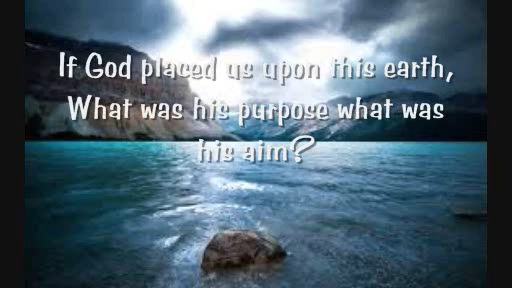 If God placed us upon this earth,
What was his purpose what was
his aim?